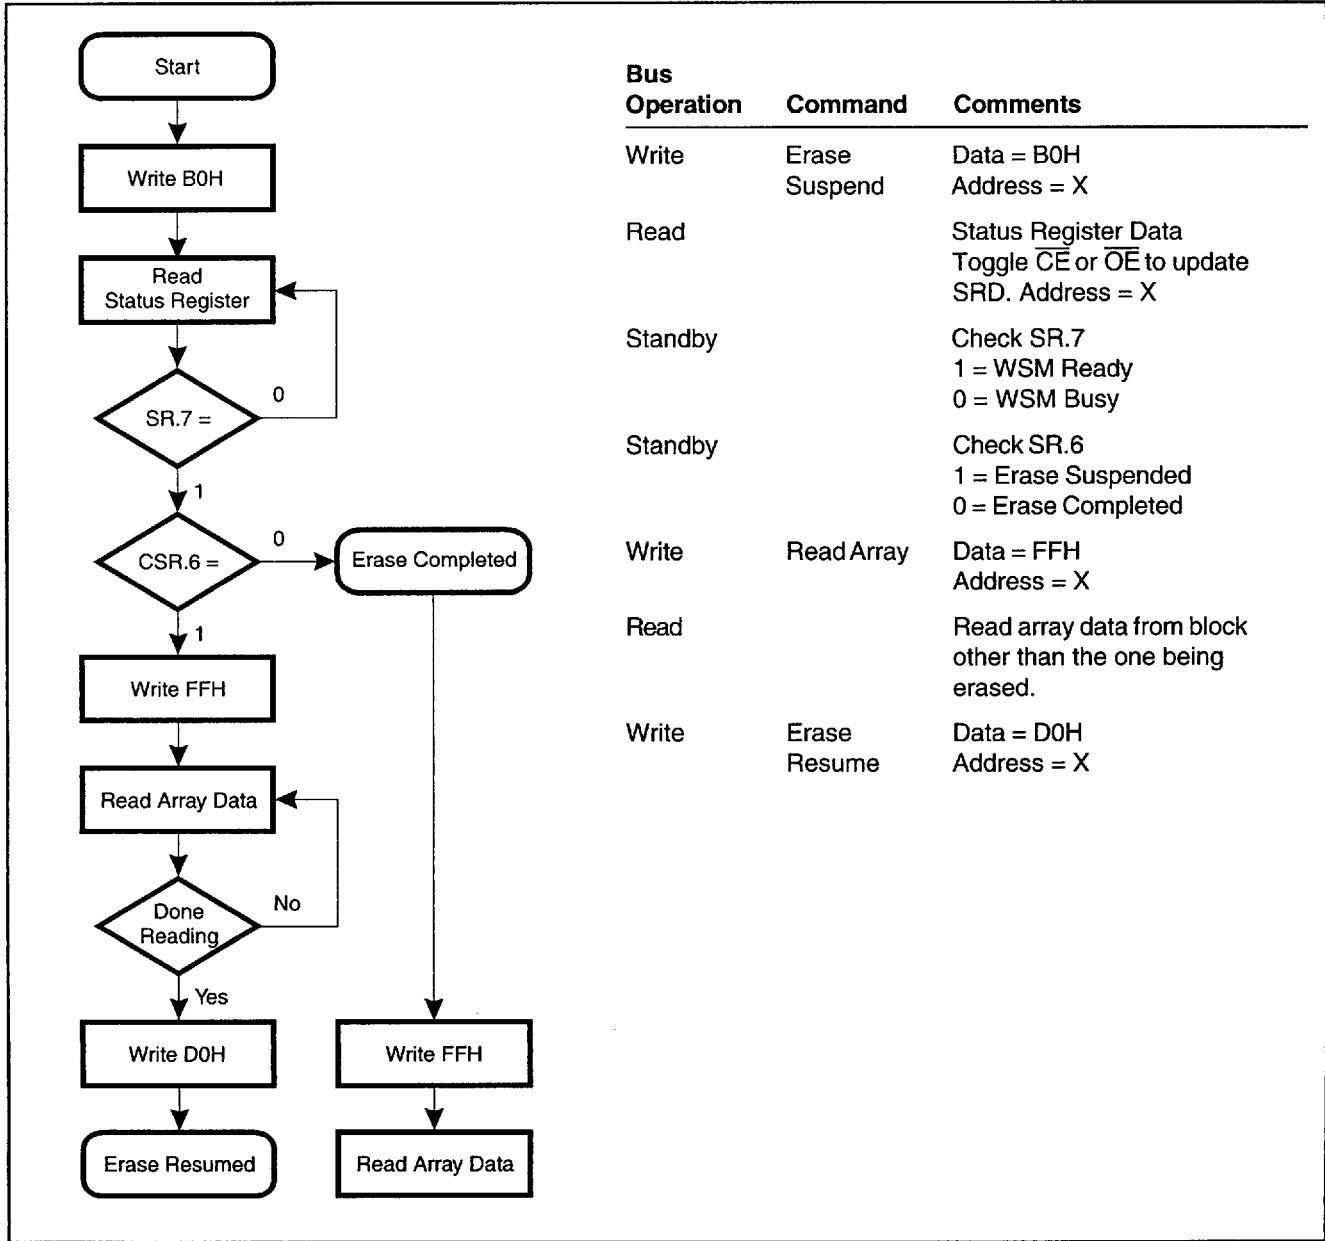 Start
Write B0H
Read
Status Register
0
SR.7 =
1
0
CSR.6 =
Erase Completed
1
Write FFH
Read Array Data
No
Done
Reading
Yes
Write D0H
Write FFH
Erase Resumed
Read Array Data
Bus
Operation Command Comments
Write Erase Data = B0H
Suspend Address = X
Read Status Register Data
Toggle C̅E̅ or O̅E̅ to update
SRD. Address = X
Standby Check SR.7
1 = WSM Ready
0 = WSM Busy
Standby Check SR.6
1 = Erase Suspended
0 = Erase Completed
Write Read Array Data = FFH
Address = X
Read Read array data from block
other than the one being
erased.
Write Erase Data = D0H
Resume Address = X